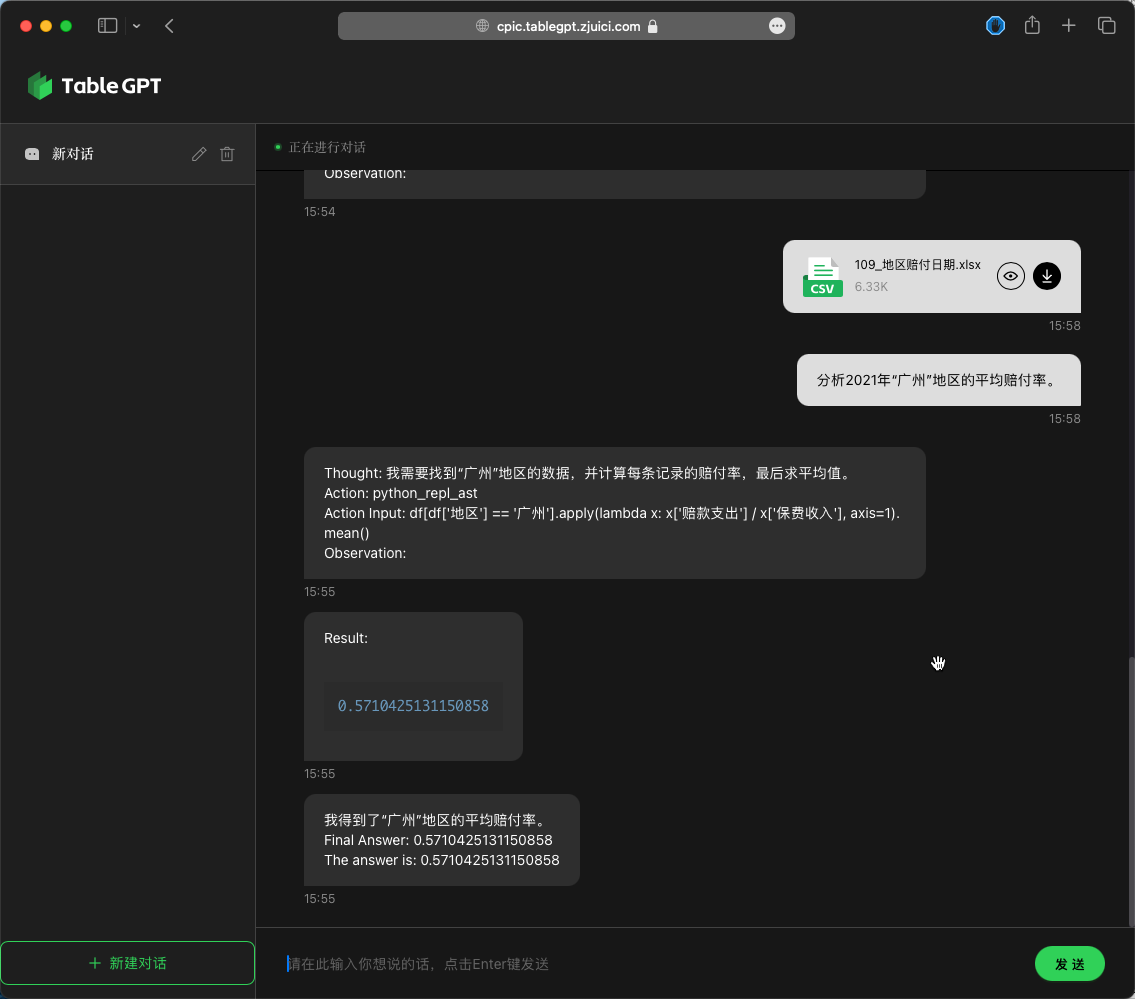 cpic.tablegpt.zjuici.com
TableGPT
新对话
正在进行对话
Observation:
15:54
109_地区赔付日期.xlsx
6.33K
CSV
15:58
分析2021年“广州”地区的平均赔付率。
15:58
Thought: 我需要找到“广州”地区的数据，并计算每条记录的赔付率，最后求平均值。
Action: python_repl_ast
Action Input: df[df['地区'] == '广州'].apply(lambda x: x['赔款支出'] / x['保费收入'], axis=1).
mean()
Observation:
15:55
Result:
0.5710425131150858
15:55
我得到了“广州”地区的平均赔付率。
Final Answer: 0.5710425131150858
The answer is: 0.5710425131150858
15:55
+ 新建对话
请在此输入你想说的话，点击Enter键发送
发 送